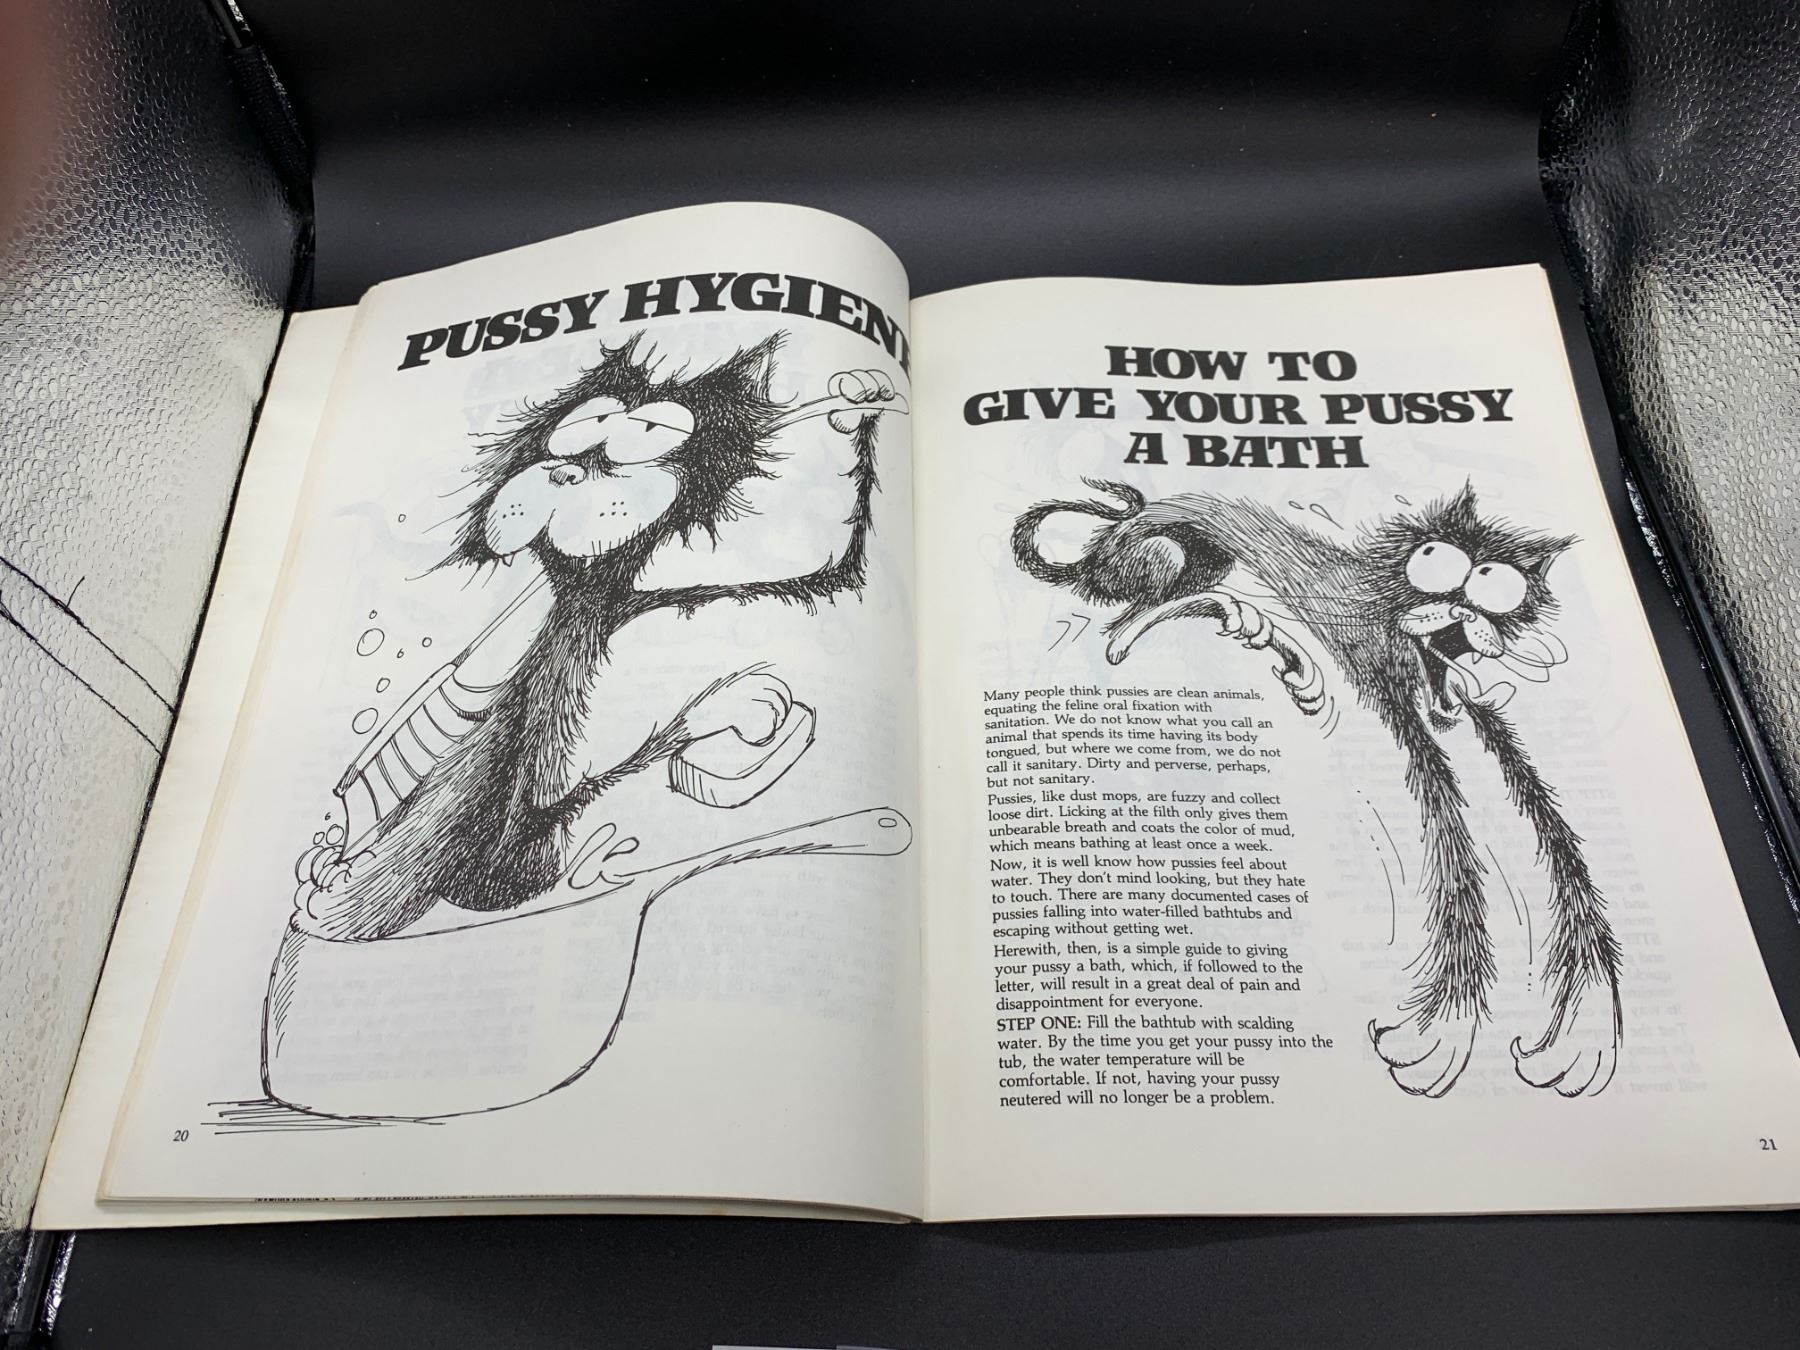 PUSSY HYGIEN
20
HOW TO
GIVE YOUR PUSSY
A BATH
Many people think pussies are clean animals,
equating the feline oral fixation with
sanitation. We do not know what you call an
animal that spends its time having its body
tongued, but where we come from, we do not
call it sanitary. Dirty and perverse, perhaps,
but not sanitary.
Pussies, like dust mops, are fuzzy and collect
loose dirt. Licking at the filth only gives them
unbearable breath and coats the color of mud,
which means bathing at least once a week.
Now, it is well know how pussies feel about
water. They don't mind looking, but they hate
to touch. There are many documented cases of
pussies falling into water-filled bathtubs and
escaping without getting wet.
Herewith, then, is a simple guide to giving
your pussy a bath, which, if followed to the
letter, will result in a great deal of pain and
disappointment for everyone.
STEP ONE: Fill the bathtub with scalding
water. By the time you get your pussy into the
tub, the water temperature will be
comfortable. If not, having your pussy
neutered will no longer be a problem.
21